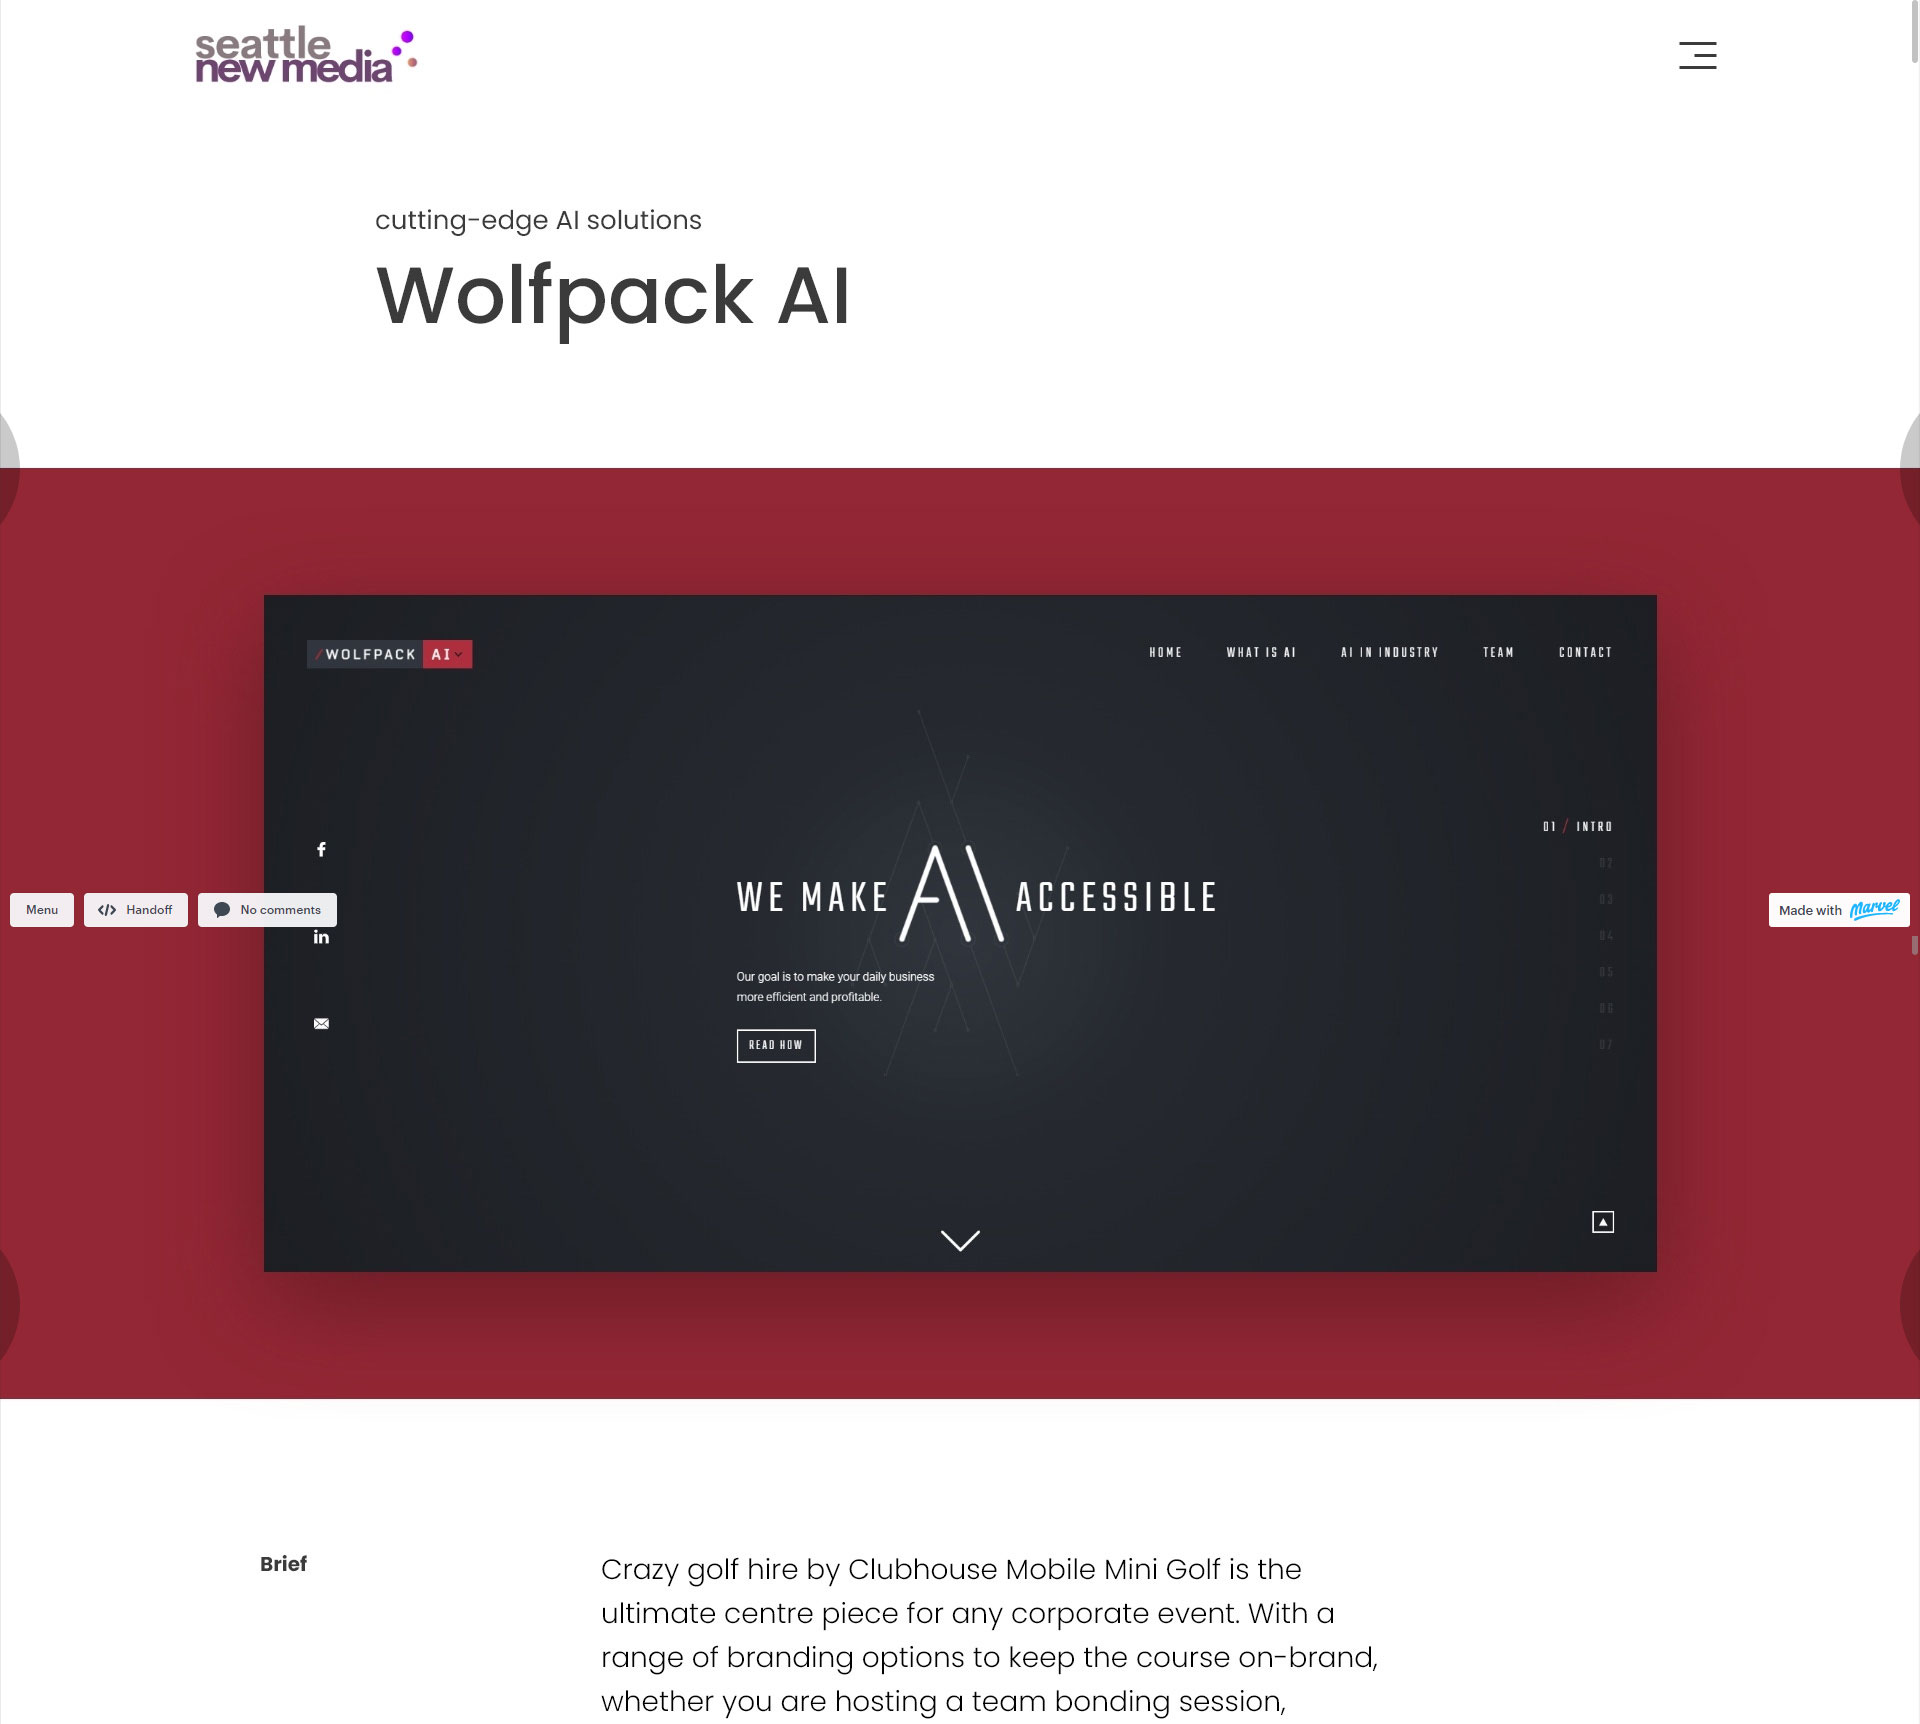 seattle
new media
cutting-edge AI solutions
Wolfpack AI
/WOLFPACK AI
HOME WHAT IS AI AI IN INDUSTRY TEAM CONTACT
01 / INTRO
02
03
04
05
06
07
WE MAKE AI ACCESSIBLE
Menu
</> Handoff
No comments
Made with Marvel
Our goal is to make your daily business
more efficient and profitable.
READ HOW
Brief
Crazy golf hire by Clubhouse Mobile Mini Golf is the
ultimate centre piece for any corporate event. With a
range of branding options to keep the course on-brand,
whether you are hosting a team bonding session,